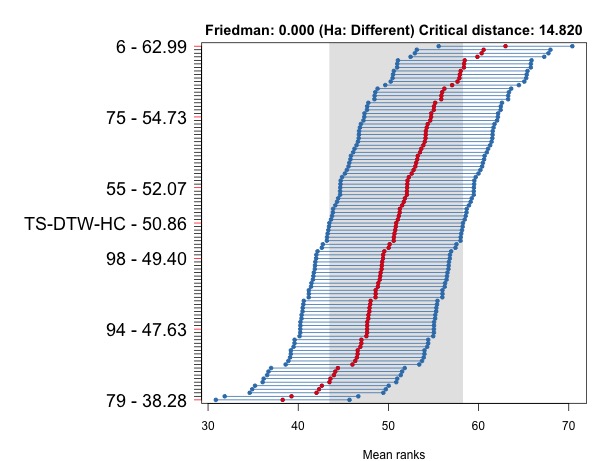 Friedman: 0.000 (Ha: Different) Critical distance: 14.820
6 - 62.99
75 - 54.73
55 - 52.07
TS-DTW-HC - 50.86
98 - 49.40
94 - 47.63
79 - 38.28
30 40 50 60 70
Mean ranks